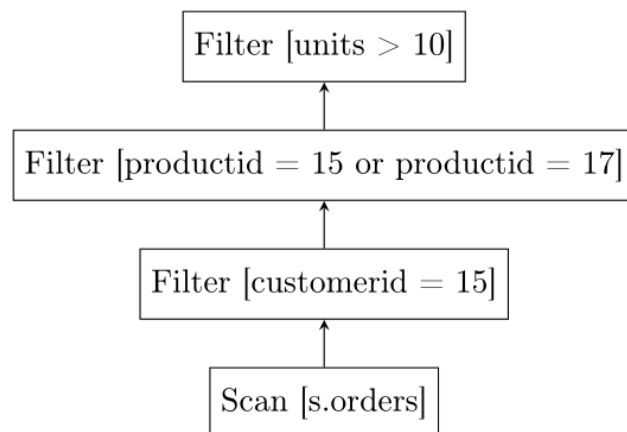 Filter [units > 10]
Filter [productid = 15 or productid = 17]
Filter [customerid = 15]
Scan [s.orders]